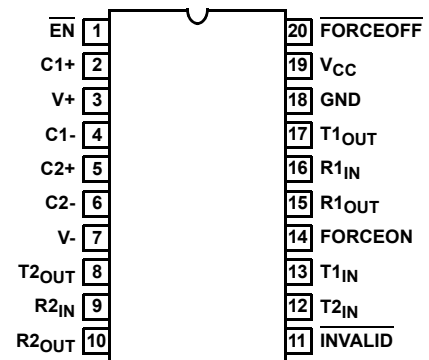 EN 1 20 FORCEOFF
C1+ 2 19 VCC
V+ 3 18 GND
C1- 4 17 T1OUT
C2+ 5 16 R1IN
C2- 6 15 R1OUT
V- 7 14 FORCEON
T2OUT 8 13 T1IN
R2IN 9 12 T2IN
R2OUT 10 11 INVALID